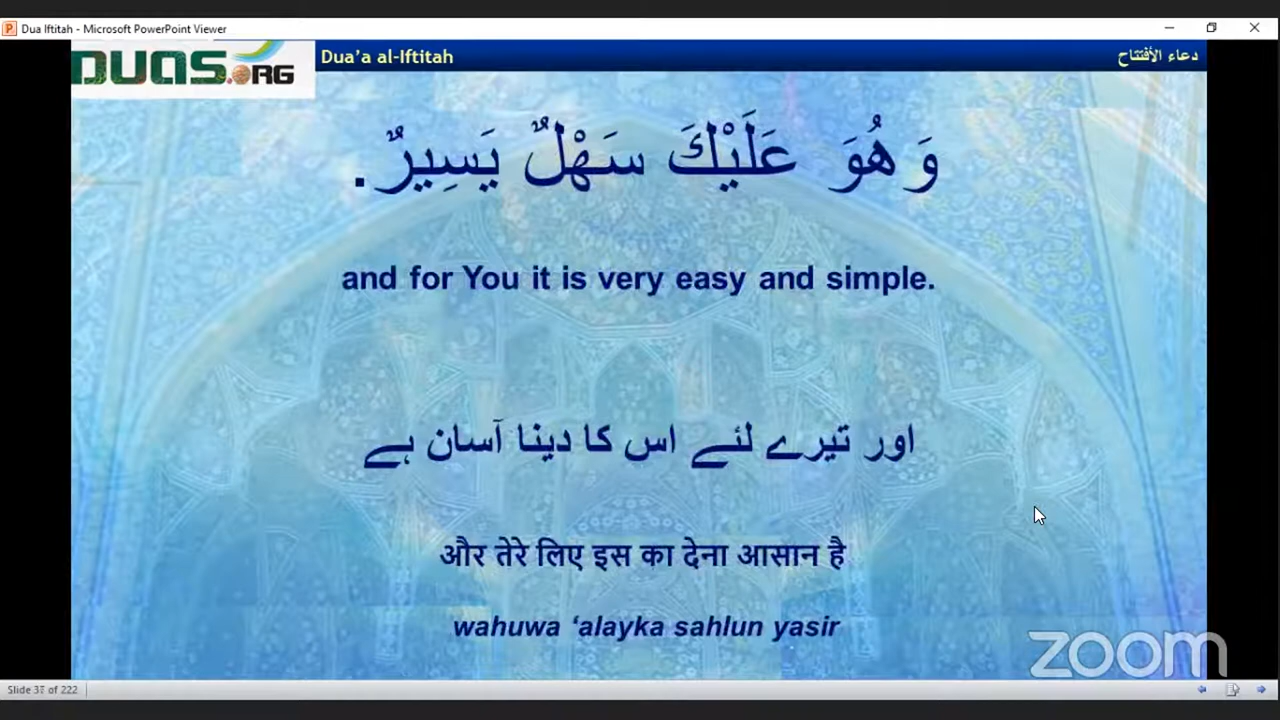 Dua Iftitah - Microsoft PowerPoint Viewer
DUAS.ORG
Dua'a al-Iftitah
دعاء الأفتتاح
وَ هُوَ عَلَيْكَ سَهْلٌ يَسِيرٌ.
and for You it is very easy and simple.
اور تیرے لئے اس کا دینا آسان ہے
और तेरे लिए इस का देना आसान है
wahuwa ‘alayka sahlun yasir
zoom
of 222